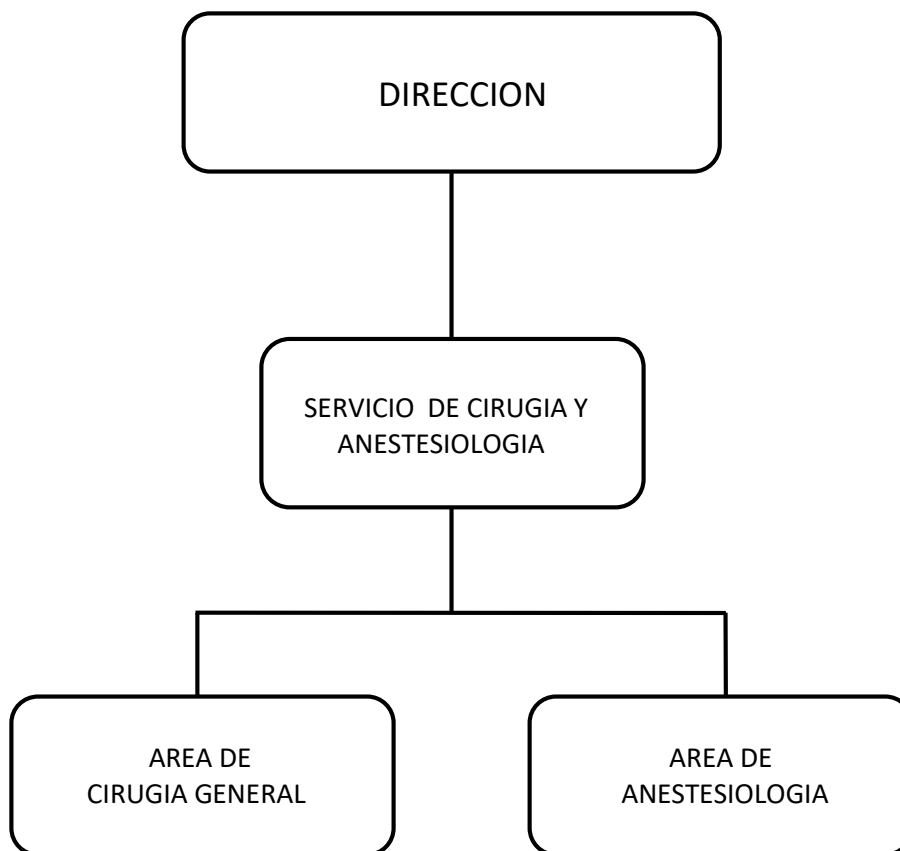 DIRECCION
SERVICIO  DE CIRUGIA Y
ANESTESIOLOGIA
AREA DE
CIRUGIA GENERAL
AREA DE
ANESTESIOLOGIA